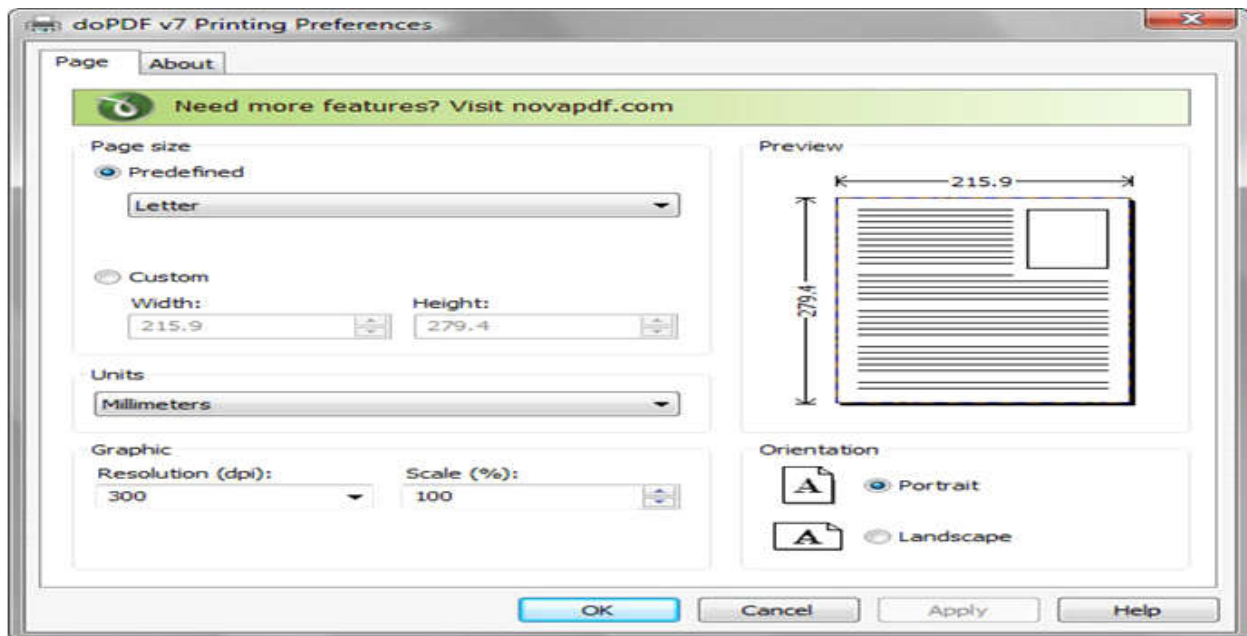 doPDF v7 Printing Preferences
Page
About
Need more features? Visit novapdf.com
Page size
Predefined
Letter
Custom
Width:
Height:
215.9
279.4
Units
Millimeters
Graphic
Resolution (dpi):
Scale (%):
300
100
Preview
215.9
279.4
Orientation
A
Portrait
A
Landscape
OK
Cancel
Apply
Help